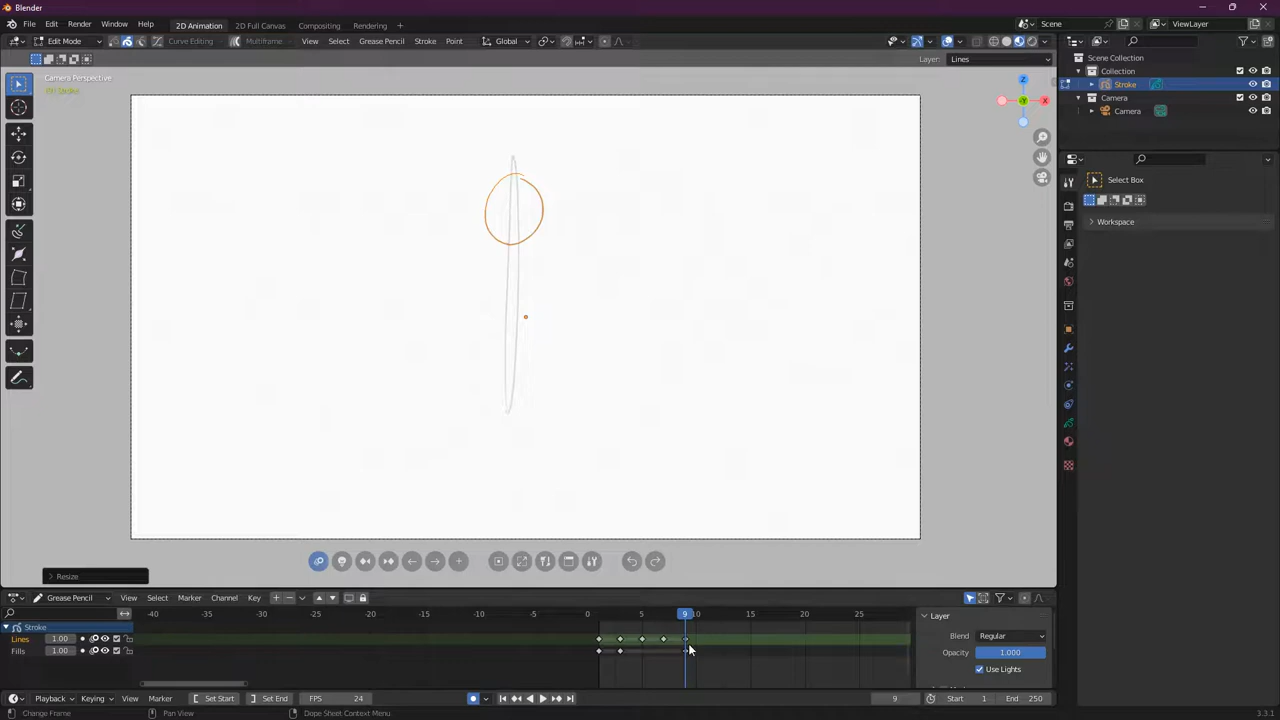 Blender
File Edit Render Window Help 2D Animation 2D Full Canvas Compositing Rendering + Scene ViewLayer
Edit Mode Curve Editing Multiframe View Select Grease Pencil Stroke Point Global
Layer: Lines
Camera Perspective
Z
Y X
Scene Collection
Collection
Stroke
Camera
Camera
Select Box
Workspace
Resize
Grease Pencil View Select Marker Channel Key
-40 -35 -30 -25 -20 -15 -10 -5 0 9 10 15 20 25
Stroke
Lines 1.00
Fills 1.00
Layer
Blend Regular
Opacity 1.000
Use Lights
Playback Keying View Marker Set Start Set End FPS 24 9 Start 1 End 250
Change Frame Pan View Dope Sheet Context Menu 3.3.1